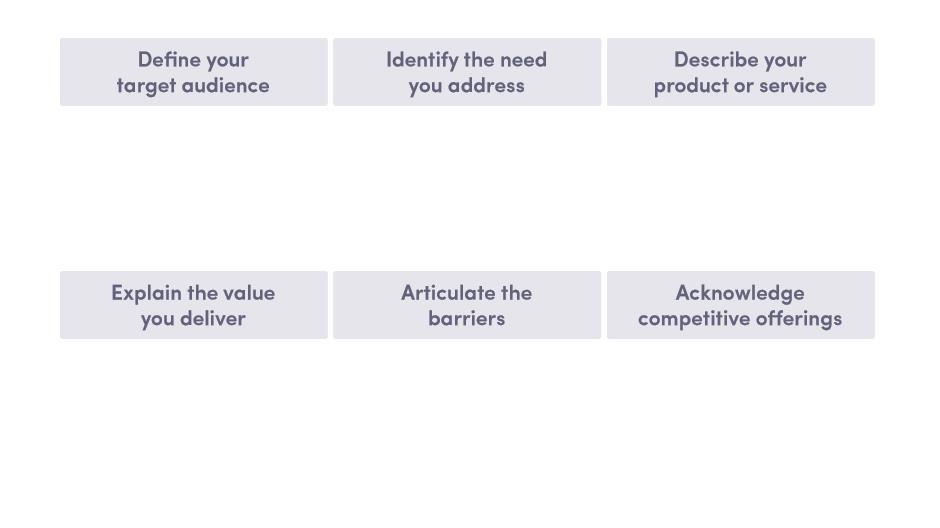 Define your
target audience
Identify the need
you address
Describe your
product or service
Explain the value
you deliver
Articulate the
barriers
Acknowledge
competitive offerings